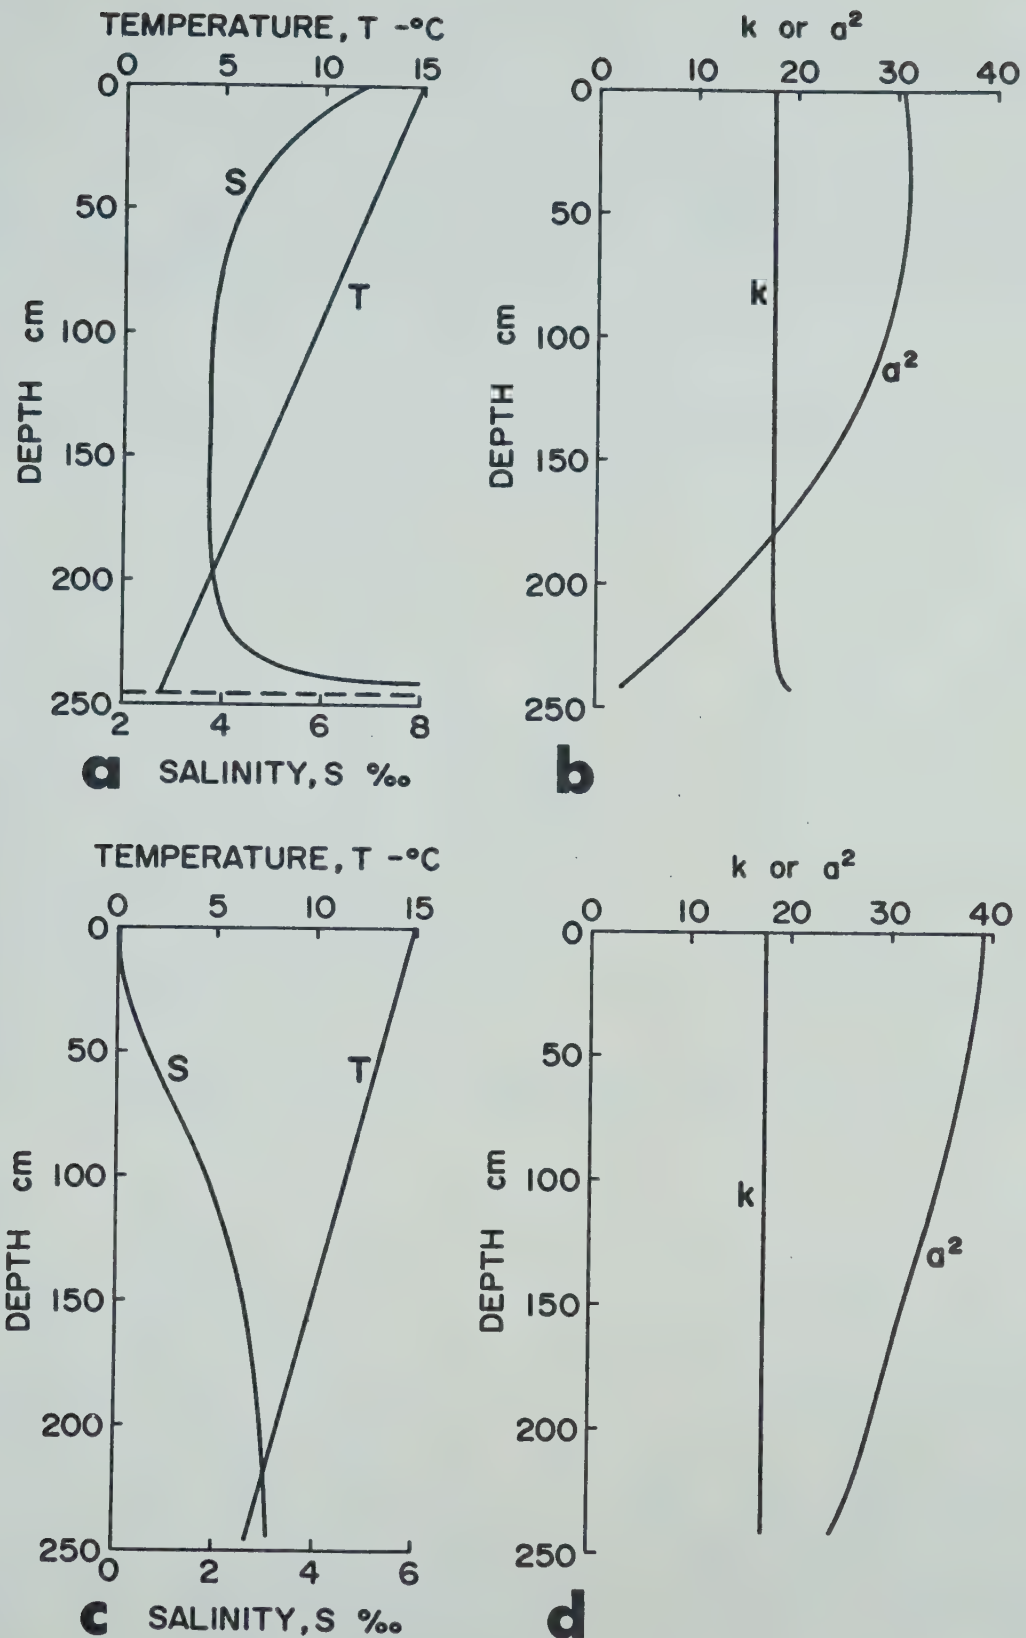 TEMPERATURE, T -°C
0 5 10 15
0
50
100
150
200
250
DEPTH cm
S
T
2 4 6 8
a SALINITY, S ‰
k or a²
0 10 20 30 40
0
50
100
150
200
250
DEPTH cm
k
a²
b
TEMPERATURE, T -°C
0 5 10 15
0
50
100
150
200
250
DEPTH cm
S
T
0 2 4 6
c SALINITY, S ‰
k or a²
0 10 20 30 40
0
50
100
150
200
250
DEPTH cm
k
a²
d